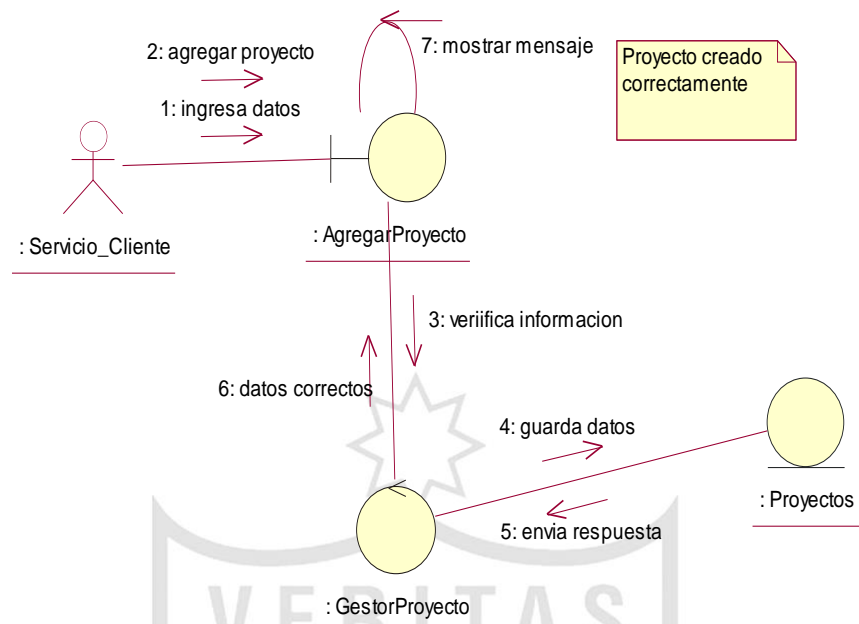 2: agregar proyecto
1: ingresa datos
7: mostrar mensaje
Proyecto creado
correctamente
: Servicio_Cliente
: AgregarProyecto
3: veriifica informacion
6: datos correctos
4: guarda datos
5: envia respuesta
: Proyectos
: GestorProyecto
VERITAS